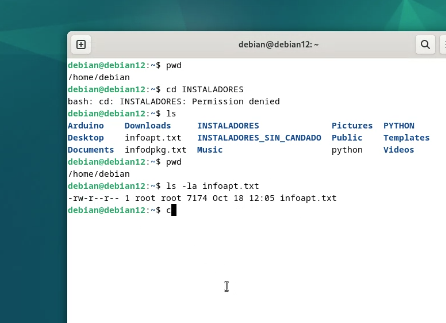 debian@debian12: ~
debian@debian12:~$ pwd
/home/debian
debian@debian12:~$ cd INSTALADORES
bash: cd: INSTALADORES: Permission denied
debian@debian12:~$ ls
Arduino    Downloads    INSTALADORES    Pictures  PYTHON
Desktop    infoapt.txt  INSTALADORES_SIN_CANDADO  Public    Templates
Documents  infodpkg.txt  Music    python    Videos
debian@debian12:~$ pwd
/home/debian
debian@debian12:~$ ls -la infoapt.txt
-rw-r--r-- 1 root root 7174 Oct 18 12:05 infoapt.txt
debian@debian12:~$ c